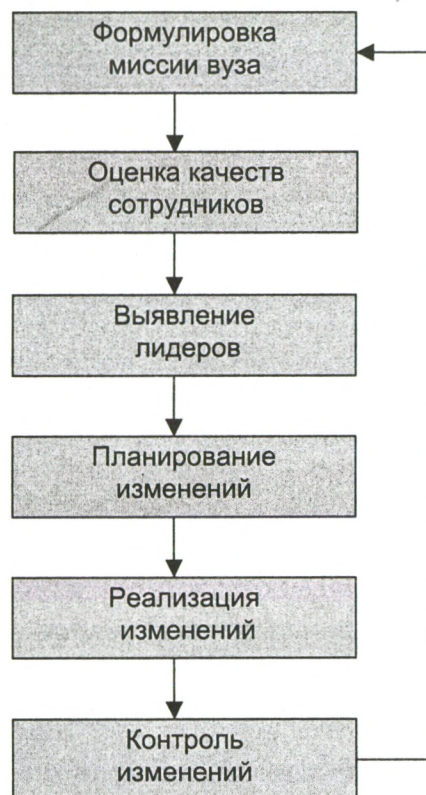 Формулировка
миссии вуза
Оценка качеств
сотрудников
Выявление
лидеров
Планирование
изменений
Реализация
изменений
Контроль
изменений